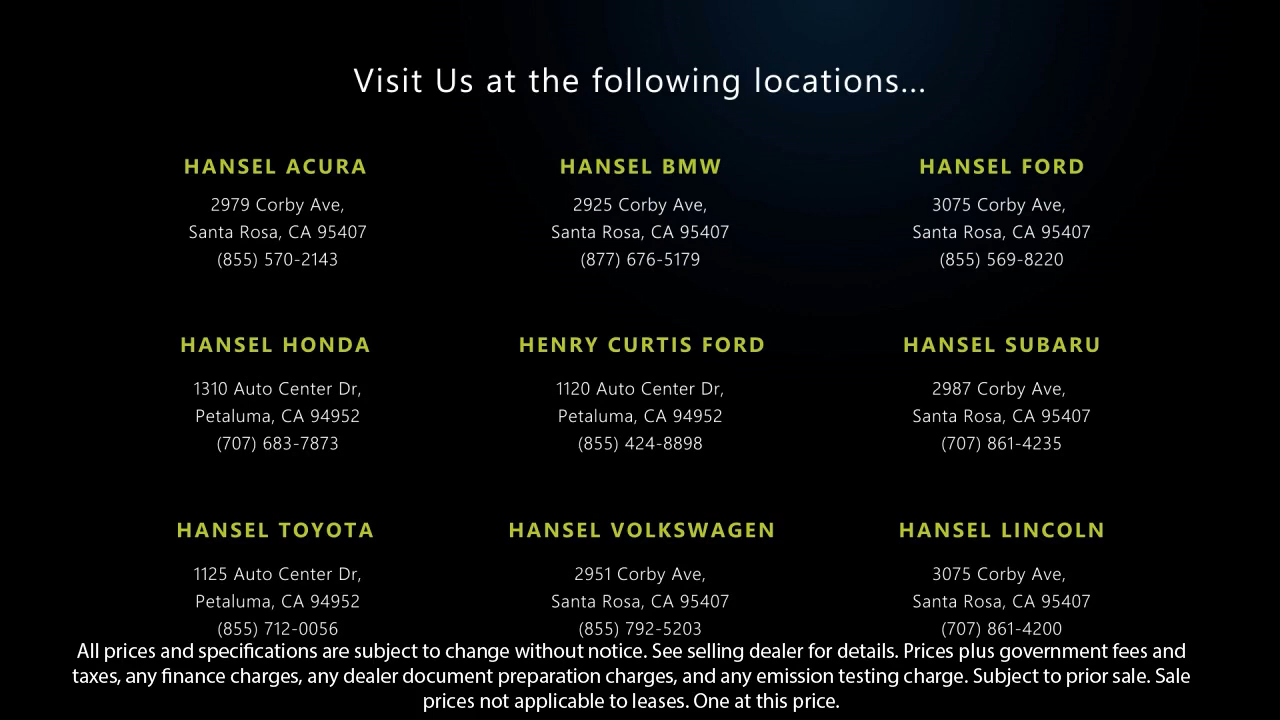 Visit Us at the following locations...
HANSEL ACURA
2979 Corby Ave,
Santa Rosa, CA 95407
(855) 570-2143
HANSEL BMW
2925 Corby Ave,
Santa Rosa, CA 95407
(877) 676-5179
HANSEL FORD
3075 Corby Ave,
Santa Rosa, CA 95407
(855) 569-8220
HANSEL HONDA
1310 Auto Center Dr,
Petaluma, CA 94952
(707) 683-7873
HENRY CURTIS FORD
1120 Auto Center Dr,
Petaluma, CA 94952
(855) 424-8898
HANSEL SUBARU
2987 Corby Ave,
Santa Rosa, CA 95407
(707) 861-4235
HANSEL TOYOTA
1125 Auto Center Dr,
Petaluma, CA 94952
(855) 712-0056
HANSEL VOLKSWAGEN
2951 Corby Ave,
Santa Rosa, CA 95407
(855) 792-5203
HANSEL LINCOLN
3075 Corby Ave,
Santa Rosa, CA 95407
(707) 861-4200
All prices and specifications are subject to change without notice. See selling dealer for details. Prices plus government fees and
taxes, any finance charges, any dealer document preparation charges, and any emission testing charge. Subject to prior sale. Sale
prices not applicable to leases. One at this price.